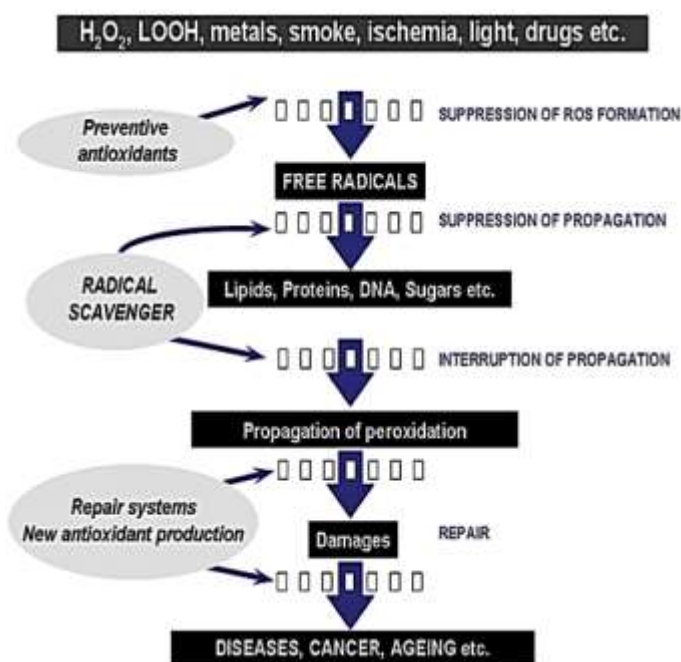 H₂O₂, LOOH, metals, smoke, ischemia, light, drugs etc.
Preventive
antioxidants
SUPPRESSION OF ROS FORMATION
FREE RADICALS
SUPPRESSION OF PROPAGATION
RADICAL
SCAVENGER
Lipids, Proteins, DNA, Sugars etc.
INTERRUPTION OF PROPAGATION
Propagation of peroxidation
Repair systems
New antioxidant production
Damages
REPAIR
DISEASES, CANCER, AGEING etc.